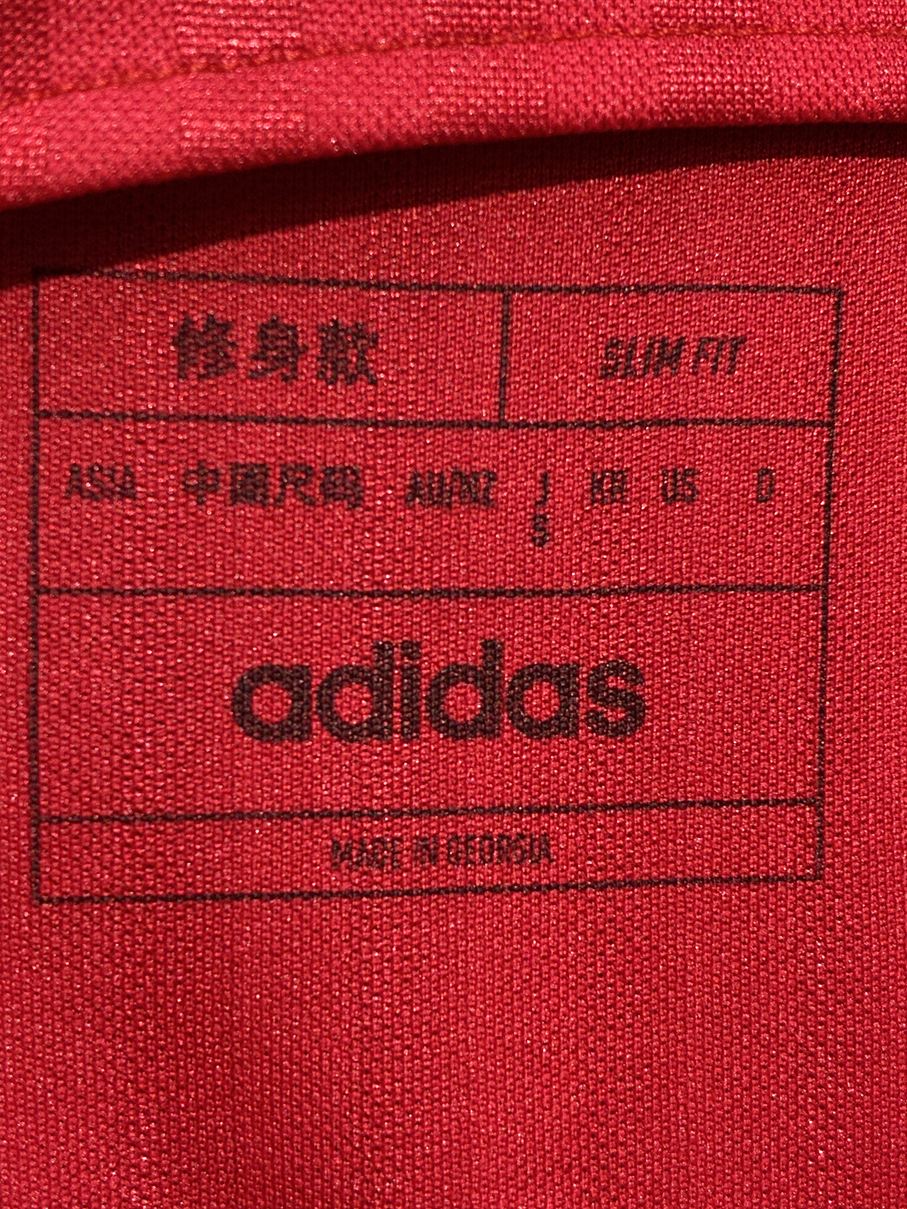 修身款 SLIM FIT
ASIA 中國尺码 AU/NZ J KR US D
S
adidas
MADE IN GEORGIA